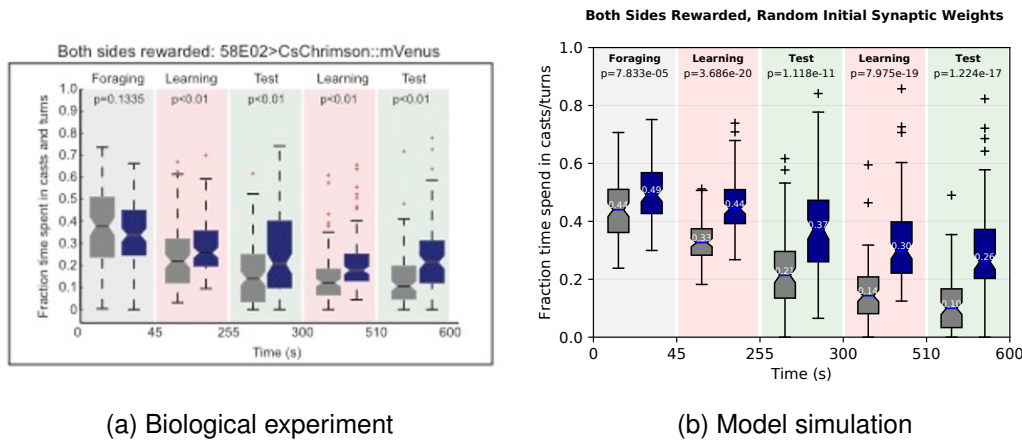 Both sides rewarded: 58E02>CsChrimson::mVenus
Foraging Learning Test Learning Test
p=0.1335 p<0.01 p<0.01 p<0.01 p<0.01
Fraction time spent in casts and turns
1.0
0.9
0.8
0.7
0.6
0.5
0.4
0.3
0.2
0.1
0
0 45 255 300 510 600
Time (s)
(a) Biological experiment
Both Sides Rewarded, Random Initial Synaptic Weights
Foraging Learning Test Learning Test
p=7.833e-05 p=3.686e-20 p=1.118e-11 p=7.975e-19 p=1.224e-17
Fraction time spend in casts/turns
1.0
0.8
0.6
0.4
0.2
0.0
0.44 0.49 0.33 0.44 0.21 0.37 0.14 0.30 0.10 0.26
0 45 255 300 510 600
Time (s)
(b) Model simulation